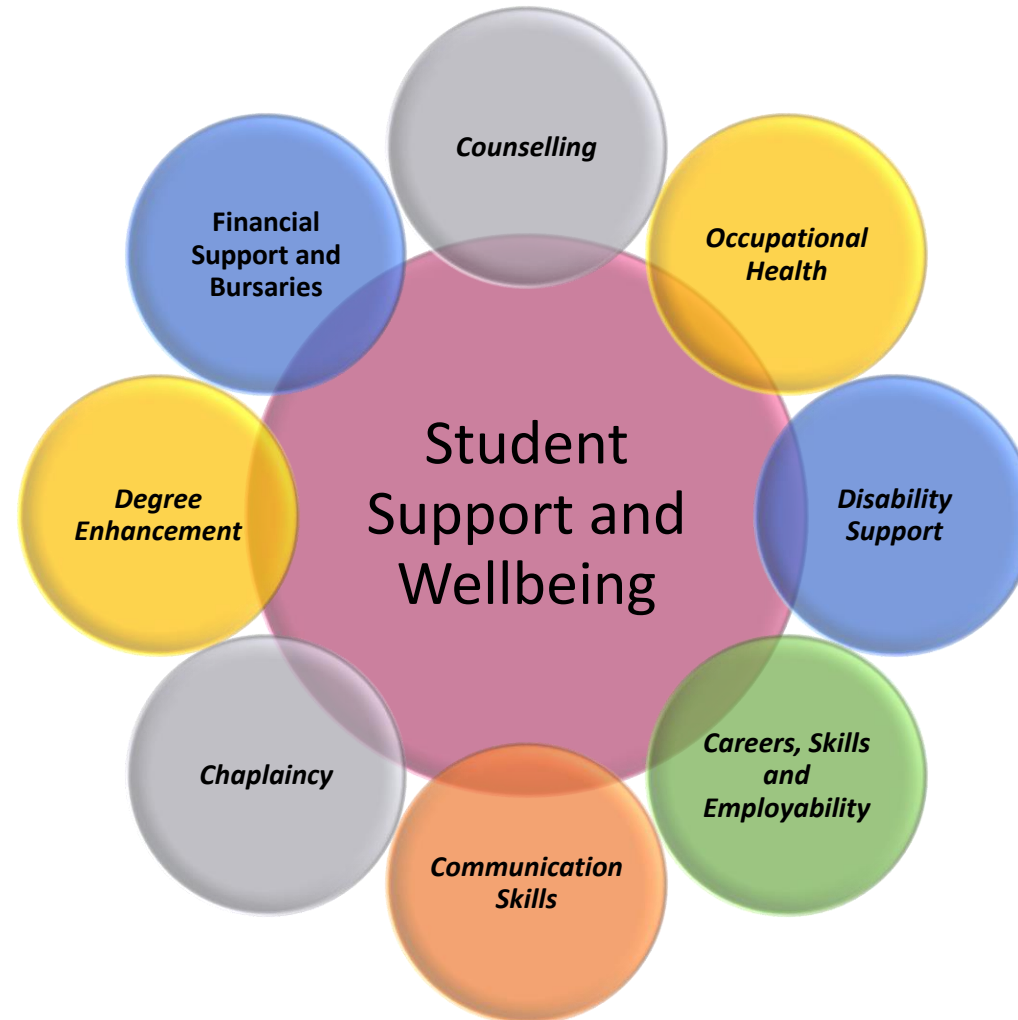 Counselling
Occupational
Health
Financial
Support and
Bursaries
Student
Support and
Wellbeing
Degree
Enhancement
Disability
Support
Careers, Skills
and
Employability
Chaplaincy
Communication
Skills